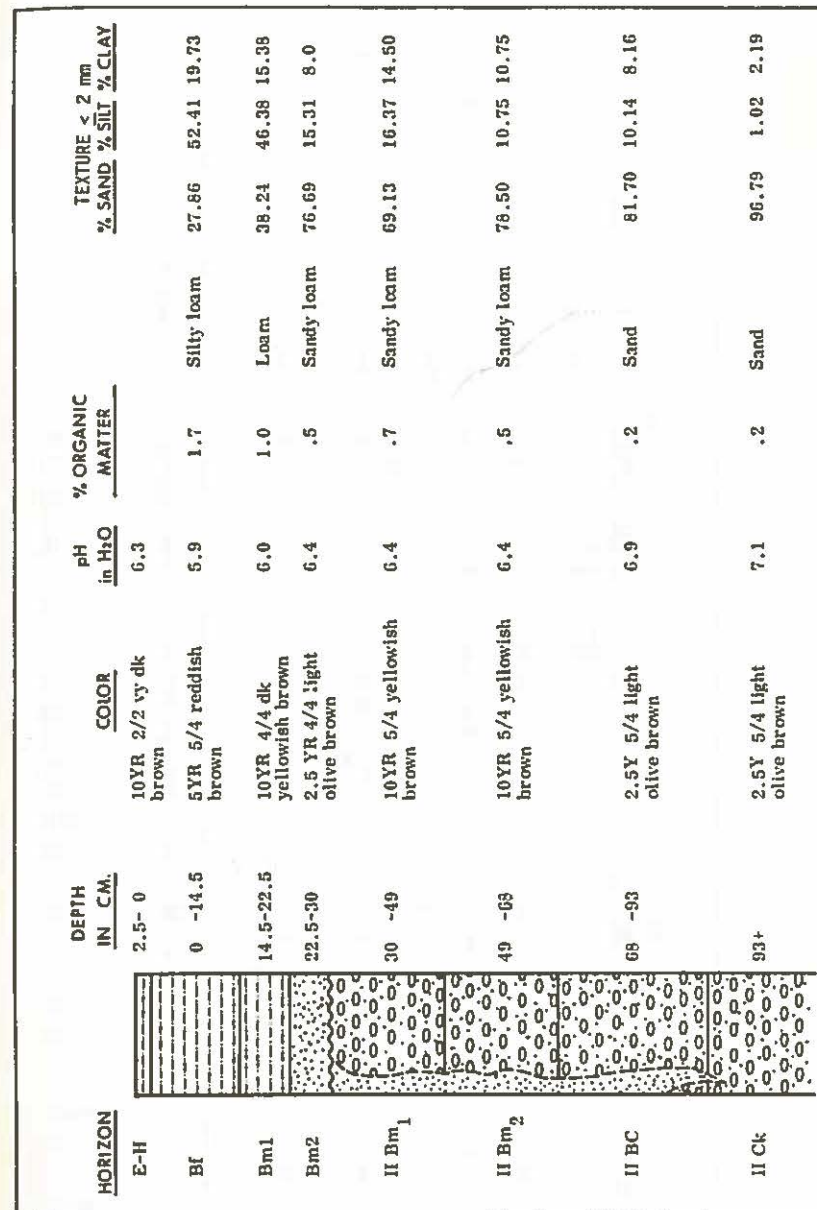 TEXTURE < 2 mm
DEPTH pH % ORGANIC
HORIZON IN CM. COLOR in H₂O MATTER % SAND % SILT % CLAY
E-H 2.5- 0 10YR 2/2 vy dk 6.3
brown
Bf 0 -14.5 5YR 5/4 reddish 5.9 1.7 Silty loam 27.86 52.41 19.73
brown
Bm1 14.5-22.5 10YR 4/4 dk 6.0 1.0 Loam 38.24 46.38 15.38
yellowish brown
Bm2 22.5-30 2.5 YR 4/4 light 6.4 .5 Sandy loam 76.69 15.31 8.0
olive brown
II Bm₁ 30 -49 10YR 5/4 yellowish 6.4 .7 Sandy loam 69.13 16.37 14.50
brown
II Bm₂ 49 -68 10YR 5/4 yellowish 6.4 .5 Sandy loam 78.50 10.75 10.75
brown
II BC 68 -93 2.5Y 5/4 light 6.9 .2 Sand 81.70 10.14 8.16
olive brown
II Ck 93+ 2.5Y 5/4 light 7.1 .2 Sand 96.79 1.02 2.19
olive brown